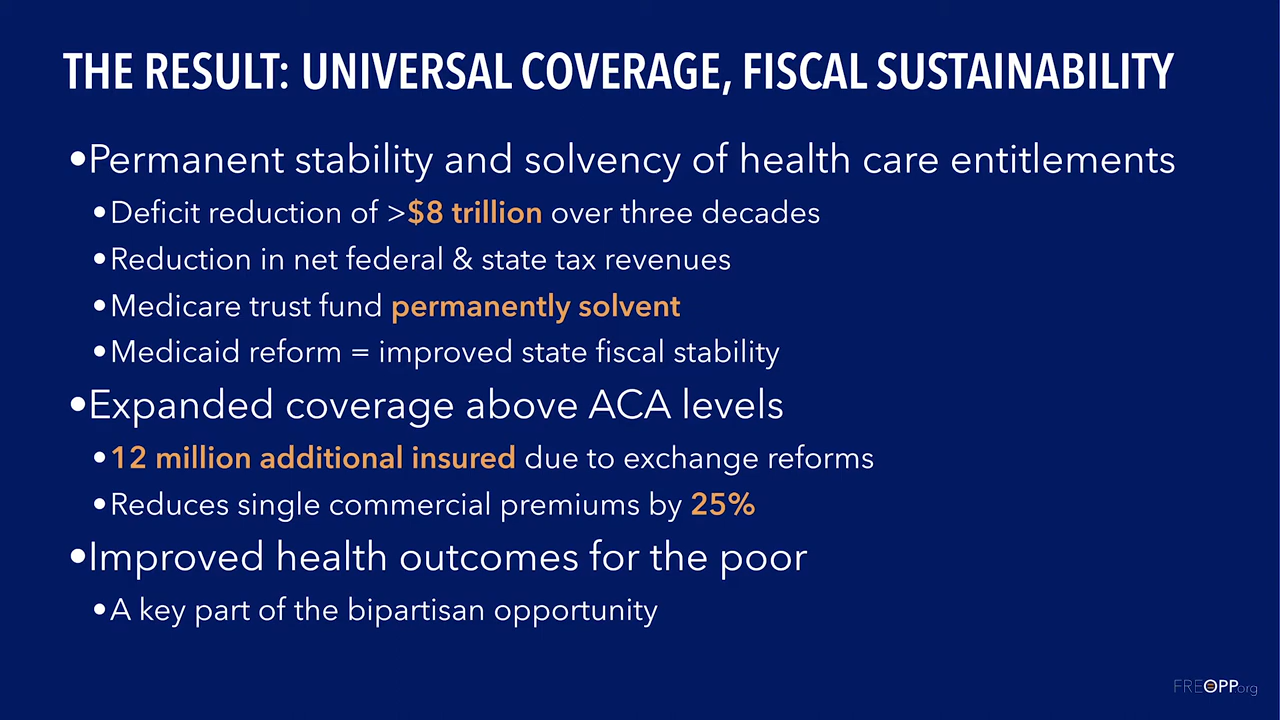 THE RESULT: UNIVERSAL COVERAGE, FISCAL SUSTAINABILITY
•Permanent stability and solvency of health care entitlements
•Deficit reduction of >$8 trillion over three decades
•Reduction in net federal & state tax revenues
•Medicare trust fund permanently solvent
•Medicaid reform = improved state fiscal stability
•Expanded coverage above ACA levels
•12 million additional insured due to exchange reforms
•Reduces single commercial premiums by 25%
•Improved health outcomes for the poor
•A key part of the bipartisan opportunity
FREOPP.org